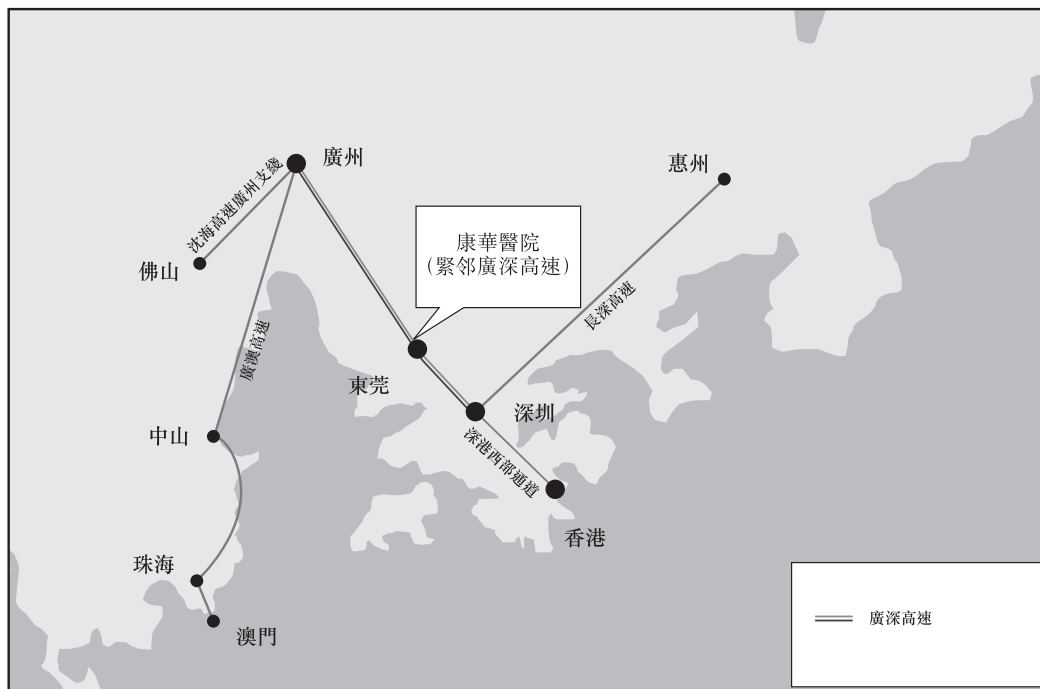 廣州
惠州
沈海高速廣州支綫
康華醫院
(緊邻廣深高速)
佛山
長深高速
廣澳高速
東莞
深圳
中山
深港西部通道
香港
珠海
廣深高速
澳門